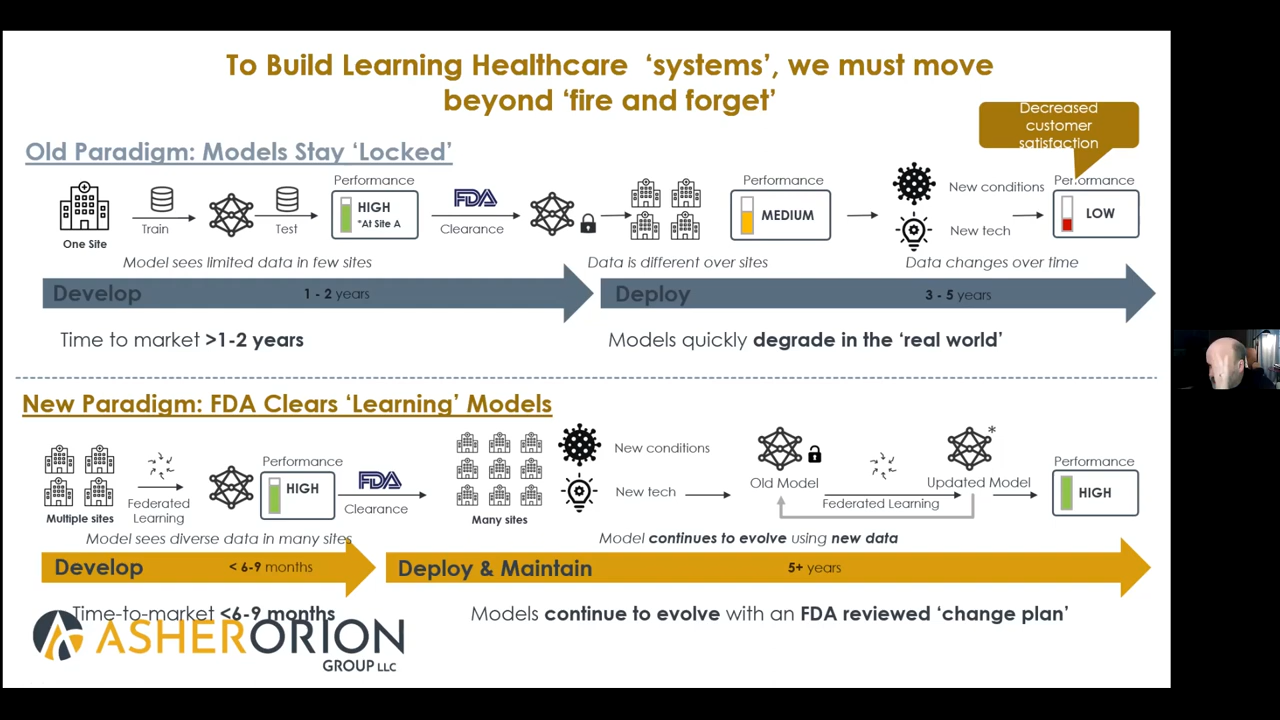 To Build Learning Healthcare ‘systems’, we must move
beyond ‘fire and forget’
Decreased
customer
satisfaction
Old Paradigm: Models Stay ‘Locked’
One Site
Train
Test
Performance
HIGH
*At Site A
FDA
Clearance
Performance
MEDIUM
New conditions
New tech
Performance
LOW
Model sees limited data in few sites
Data is different over sites
Data changes over time
Develop
1 - 2 years
Deploy
3 - 5 years
Time to market >1-2 years
Models quickly degrade in the ‘real world’
New Paradigm: FDA Clears ‘Learning’ Models
Multiple sites
Federated
Learning
Performance
HIGH
FDA
Clearance
Many sites
New conditions
New tech
Old Model
Federated Learning
*
Updated Model
Performance
HIGH
Model sees diverse data in many sites
Model continues to evolve using new data
Develop
< 6-9 months
Deploy & Maintain
5+ years
Time-to-market <6-9 months
Models continue to evolve with an FDA reviewed ‘change plan’
ASHERORION
GROUP LLC